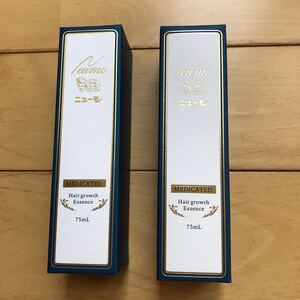 Newmo
ニューモ
MEDICATED
Hair growth
Essence
75mL
Newmo
ニューモ
MEDICATED
Hair growth
Essence
75mL